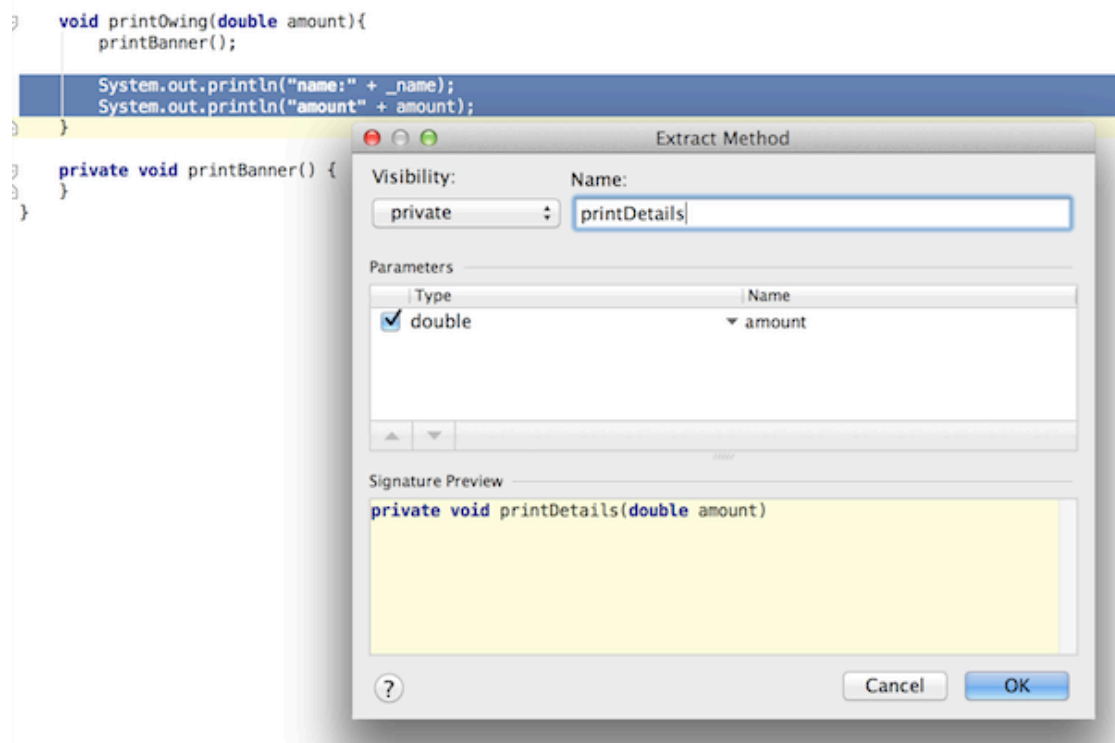 void printOwing(double amount){
printBanner();
System.out.println("name:" + _name);
System.out.println("amount" + amount);
}
private void printBanner() {
}
}
Extract Method
Visibility:
Name:
private
printDetails
Parameters
Type
Name
double
amount
Signature Preview
private void printDetails(double amount)
?
Cancel
OK